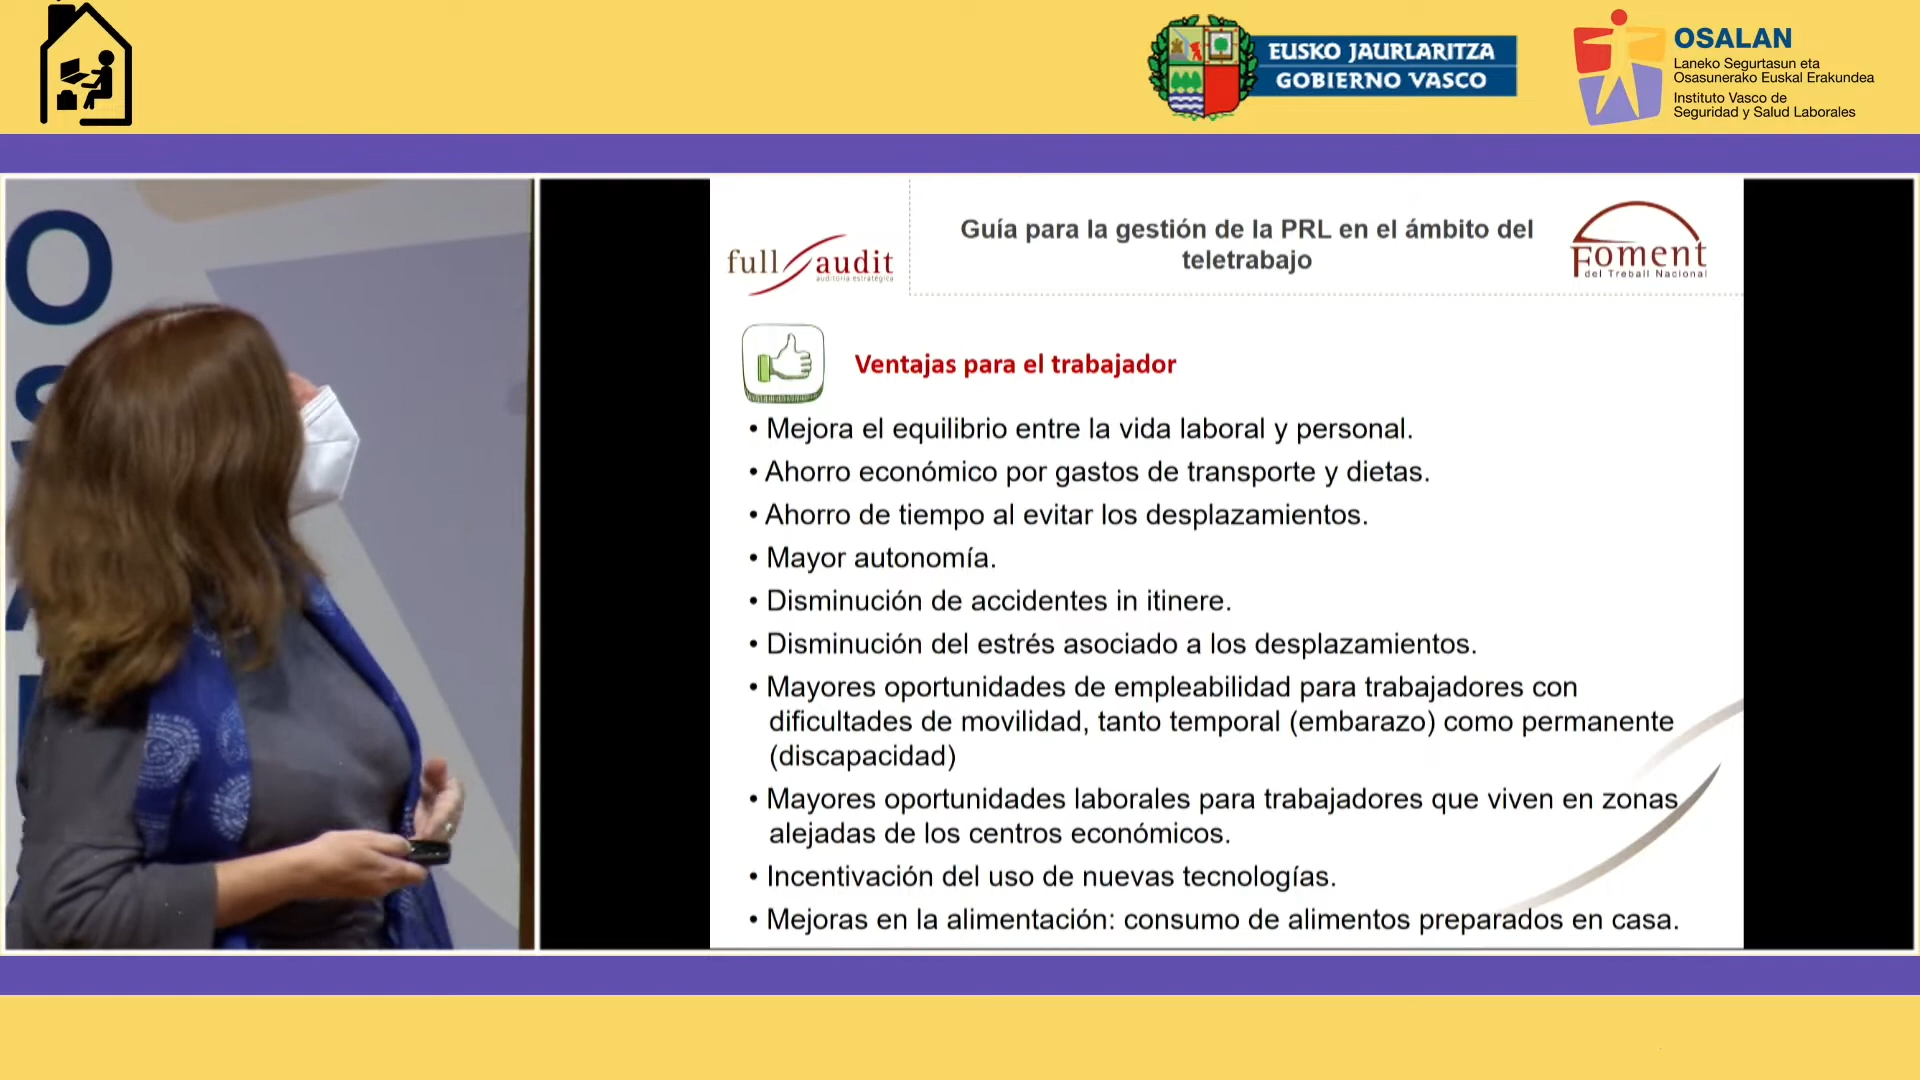 EUSKO JAURLARITZA
GOBIERNO VASCO
OSALAN
Laneko Segurtasun eta
Osasunerako Euskal Erakundea
Instituto Vasco de
Seguridad y Salud Laborales
full audit
auditoria estratégica
Guía para la gestión de la PRL en el ámbito del
teletrabajo
Foment
del Treball Nacional
Ventajas para el trabajador
• Mejora el equilibrio entre la vida laboral y personal.
• Ahorro económico por gastos de transporte y dietas.
• Ahorro de tiempo al evitar los desplazamientos.
• Mayor autonomía.
• Disminución de accidentes in itinere.
• Disminución del estrés asociado a los desplazamientos.
• Mayores oportunidades de empleabilidad para trabajadores con
dificultades de movilidad, tanto temporal (embarazo) como permanente
(discapacidad)
• Mayores oportunidades laborales para trabajadores que viven en zonas
alejadas de los centros económicos.
• Incentivación del uso de nuevas tecnologías.
• Mejoras en la alimentación: consumo de alimentos preparados en casa.